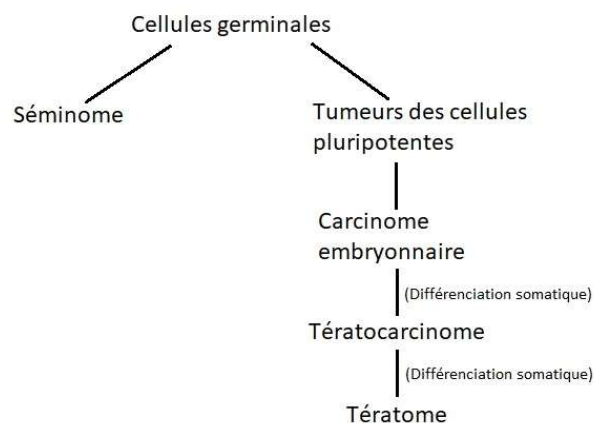 Cellules germinales
Séminome
Tumeurs des cellules
pluripotentes
Carcinome
embryonnaire
(Différenciation somatique)
Tératocarcinome
(Différenciation somatique)
Tératome